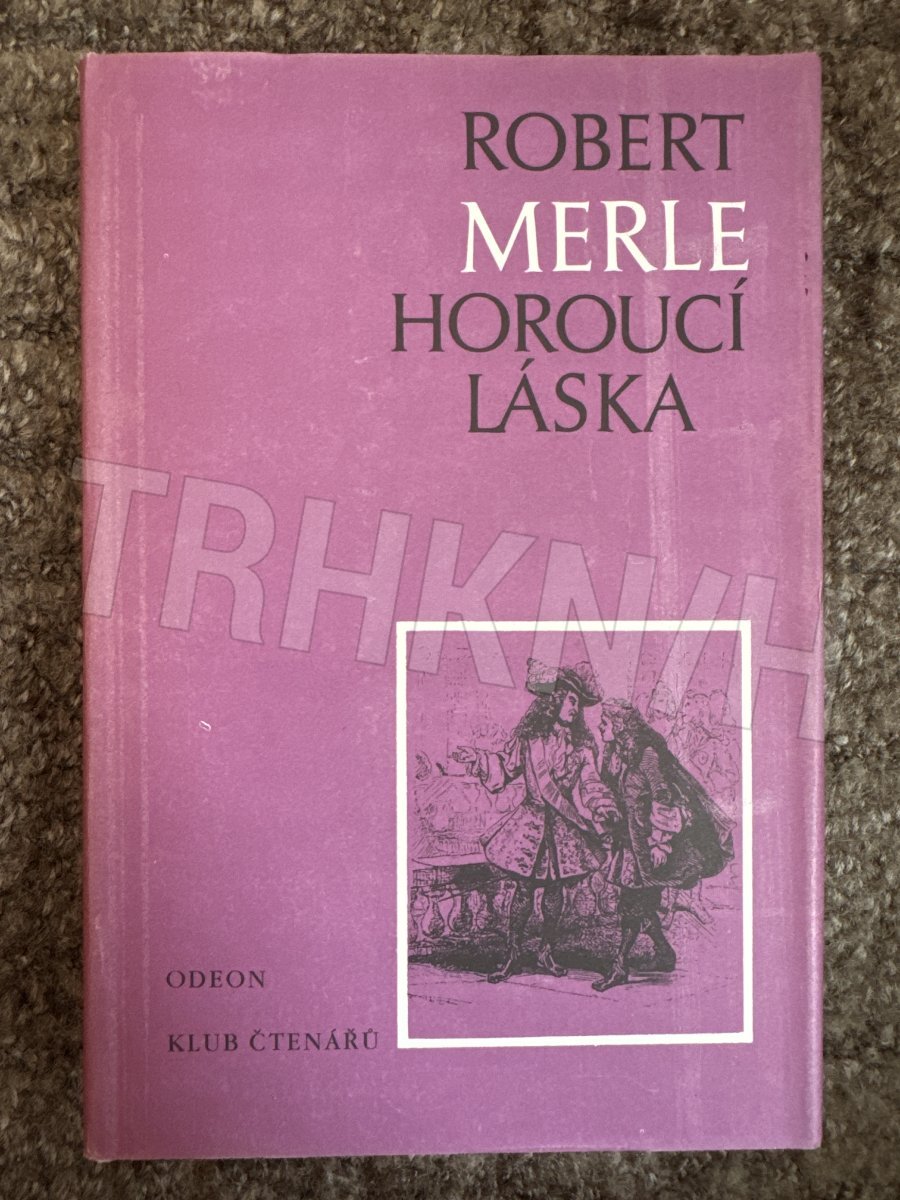 ROBERT
MERLE
HOROUCÍ
LÁSKA
TRHKNIH
ODEON
KLUB ČTENÁŘŮ